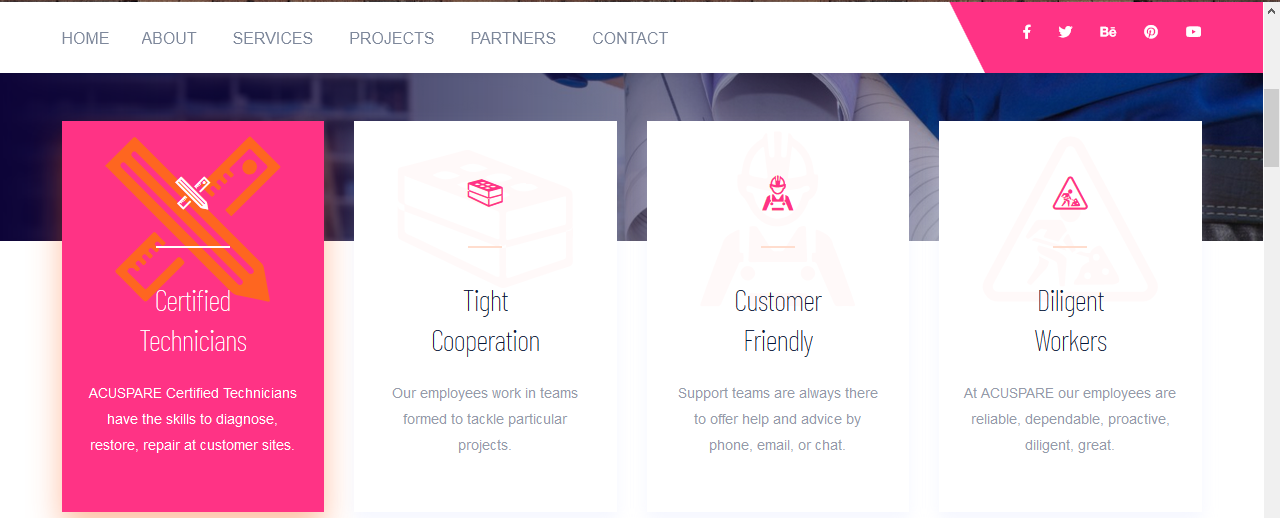 HOME ABOUT SERVICES PROJECTS PARTNERS CONTACT
Certified
Technicians
ACUSPARE Certified Technicians
have the skills to diagnose,
restore, repair at customer sites.
Tight
Cooperation
Our employees work in teams
formed to tackle particular
projects.
Customer
Friendly
Support teams are always there
to offer help and advice by
phone, email, or chat.
Diligent
Workers
At ACUSPARE our employees are
reliable, dependable, proactive,
diligent, great.